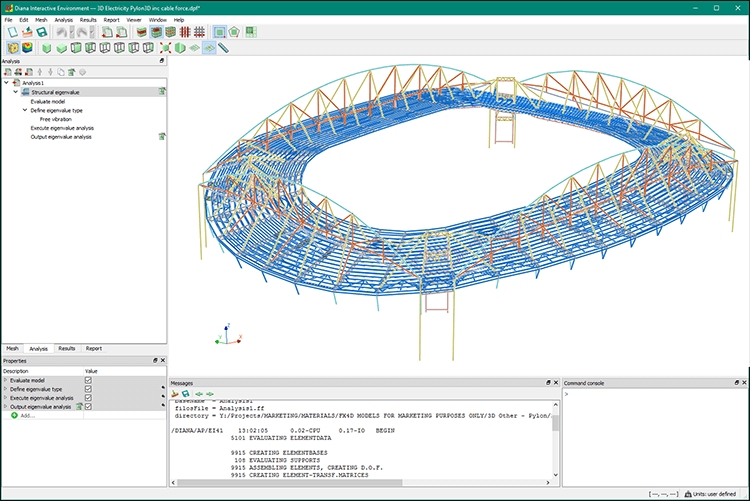 Diana Interactive Environment — 3D Electricity Pylon3D inc cable force.dpf*
File Edit Mesh Analysis Results Report Viewer Window Help
Analysis
Analysis1
Structural eigenvalue
Evaluate model
Define eigenvalue type
Free vibration
Execute eigenvalue analysis
Output eigenvalue analysis
Z
Y
X
Mesh Analysis Results Report
Properties
Description Value
Evaluate model
Define eigenvalue type
Execute eigenvalue analysis
Output eigenvalue analysis
Add...
Messages
basename = Analysis1
filosFile = Analysis1.ff
directory = Y:/Projects/MARKETING/MATERIALS/FX4D MODELS FOR MARKETING PURPOSES ONLY/3D Other - Pylon/
/DIANA/AP/EI41 13:02:05 0.02-CPU 0.17-IO BEGIN
5101 EVALUATING ELEMENTDATA
9915 CREATING ELEMENTBASES
108 EVALUATING SUPPORTS
9915 ASSEMBLING ELEMENTS, CREATING D.O.F.
9915 CREATING ELEMENT-TRANSF.MATRICES
Command console
>
[ ---, ---, --- ] Units: user defined